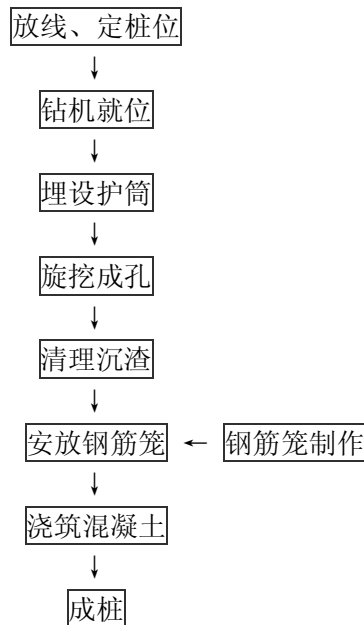 放线、定桩位
↓
钻机就位
↓
埋设护筒
↓
旋挖成孔
↓
清理沉渣
↓
安放钢筋笼 ← 钢筋笼制作
↓
浇筑混凝土
↓
成桩